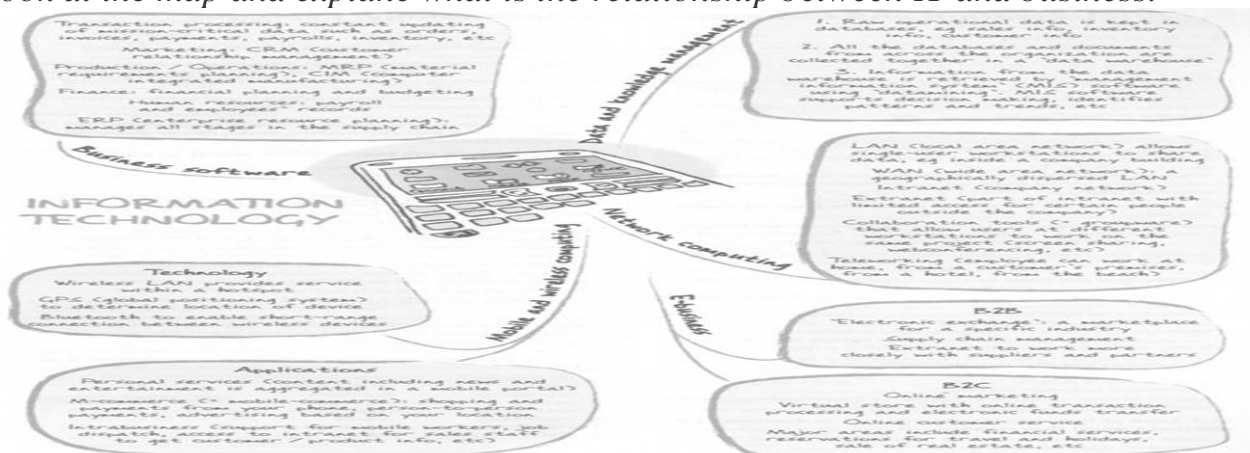 look at the map and explane what is the relationship between IT and business.
Transaction processing: constant updating
of mission-critical data such as orders,
invoices, payments, payrolls, inventory, etc
Marketing: CRM (customer
relationship management)
Production / Operations: MRP (material
requirements planning), CIM (computer
integrated manufacturing)
Finance: financial planning and budgeting
Human resources: payroll
and employees' records
ERP (enterprise resource planning):
manages all stages in the supply chain
Business software
INFORMATION
TECHNOLOGY
Data and knowledge management
1. Raw operational data is kept in
databases, eg sales info, inventory
info, customer info
2. All the databases and documents
from across the organization are
collected together in a 'data warehouse'
3. Information from the data
warehouse is retrieved by 'management
information system' (MIS) software
using 'datamining'. MIS software
supports decision making, identifies
patterns and trends, etc
Network computing
LAN (local area network) allows
single-user workstations to share
data, eg inside a company building
WAN (wide area network): a
geographically dispersed LAN
Intranet (company network)
Extranet (part of intranet with
limited access for certain people
outside the company)
Collaboration tools (= groupware)
that allow users at different
workstations to work on the
same project (screen sharing,
webconferencing, etc)
Teleworking (employee can work at
home, from a customer's premises,
from a hotel, from the beach)
Mobile and wireless computing
Technology
Wireless LAN provides service
within a hotspot
GPS (global positioning system)
to determine location of device
Bluetooth to enable short-range
connection between wireless devices
Applications
Personal services (content including news and
entertainment is aggregated in a mobile portal)
M-commerce (= mobile-commerce): shopping and
payments from your phone, person-to-person
payments, advertising based on your location
Intrabusiness (support for mobile workers, job
dispatch, access to intranet for sales staff
to get customer / product info, etc)
E-business
B2B
'Electronic exchange': a marketplace
for a specific industry
Supply chain management
Extranet to work more
closely with suppliers and partners
B2C
Online marketing
Virtual store with online transaction
processing and electronic funds transfer
Online customer service
Major areas include financial services,
reservations for travel and holidays,
sale of real estate, etc